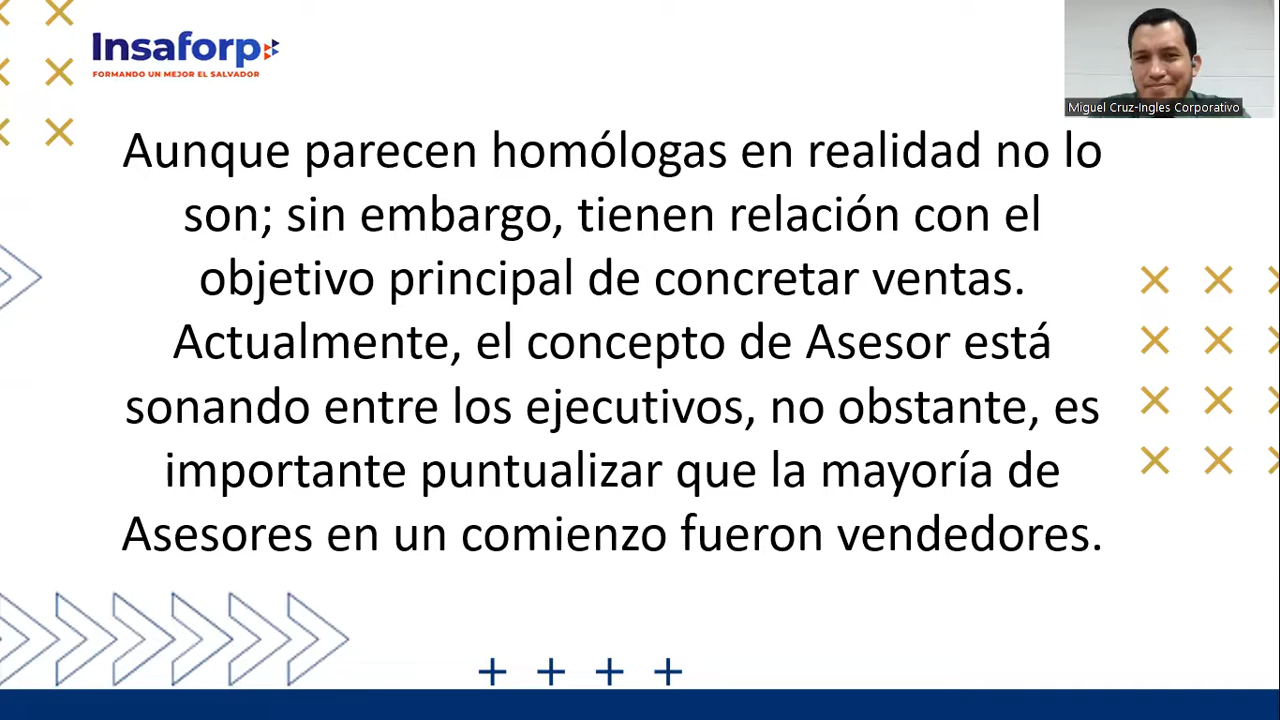 Insaforp
FORMANDO UN MEJOR EL SALVADOR
Miguel Cruz-Ingles Corporativo
Aunque parecen homólogas en realidad no lo
son; sin embargo, tienen relación con el
objetivo principal de concretar ventas.
Actualmente, el concepto de Asesor está
sonando entre los ejecutivos, no obstante, es
importante puntualizar que la mayoría de
Asesores en un comienzo fueron vendedores.